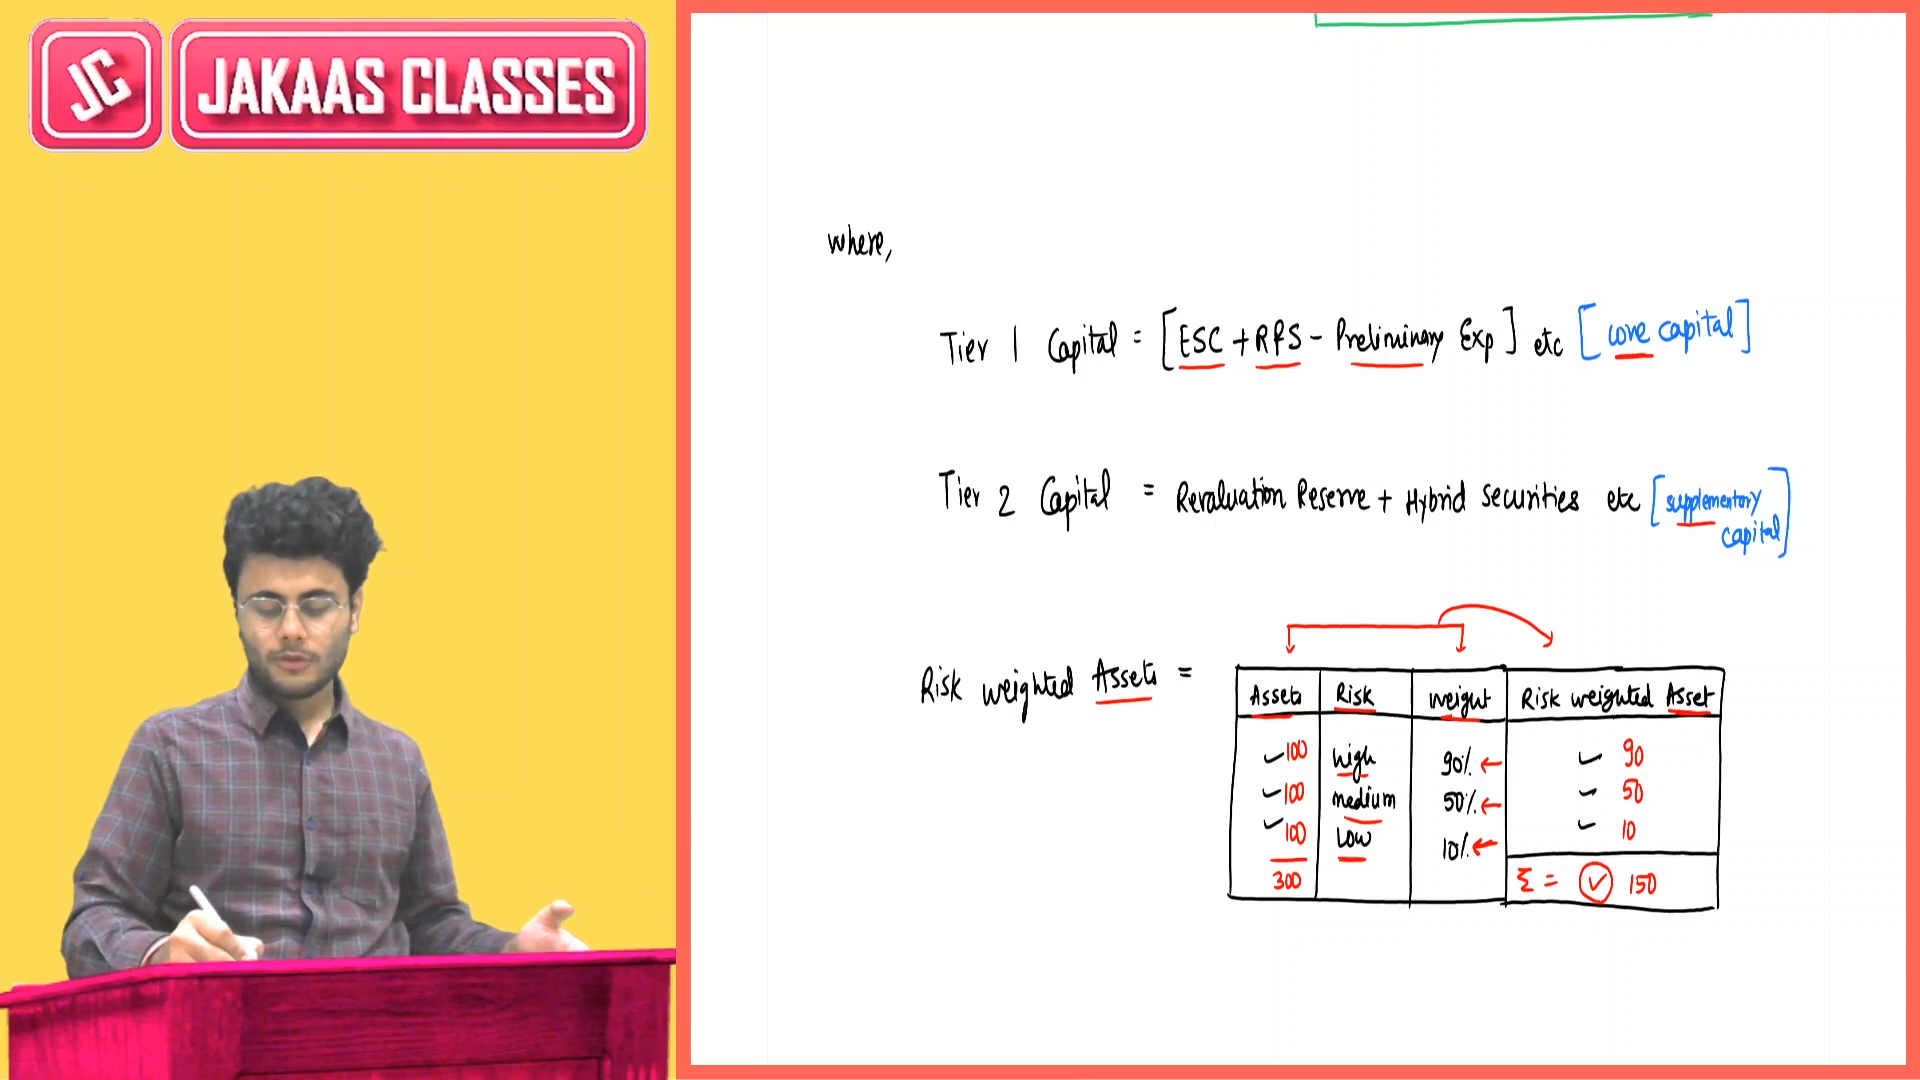 JC JAKAAS CLASSES
where,
Tier 1 Capital = [ESC + R&S - Preliminary Exp] etc [core capital]
Tier 2 Capital = Revaluation Reserve + Hybrid Securities etc [supplementory capital]
Risk weighted Assets =
Assets Risk weight Risk weighted Asset
✓100 high 90% ← ✓ 90
✓100 medium 50% ← ✓ 50
✓100 Low 10% ← ✓ 10
300 Σ = ✓ 150